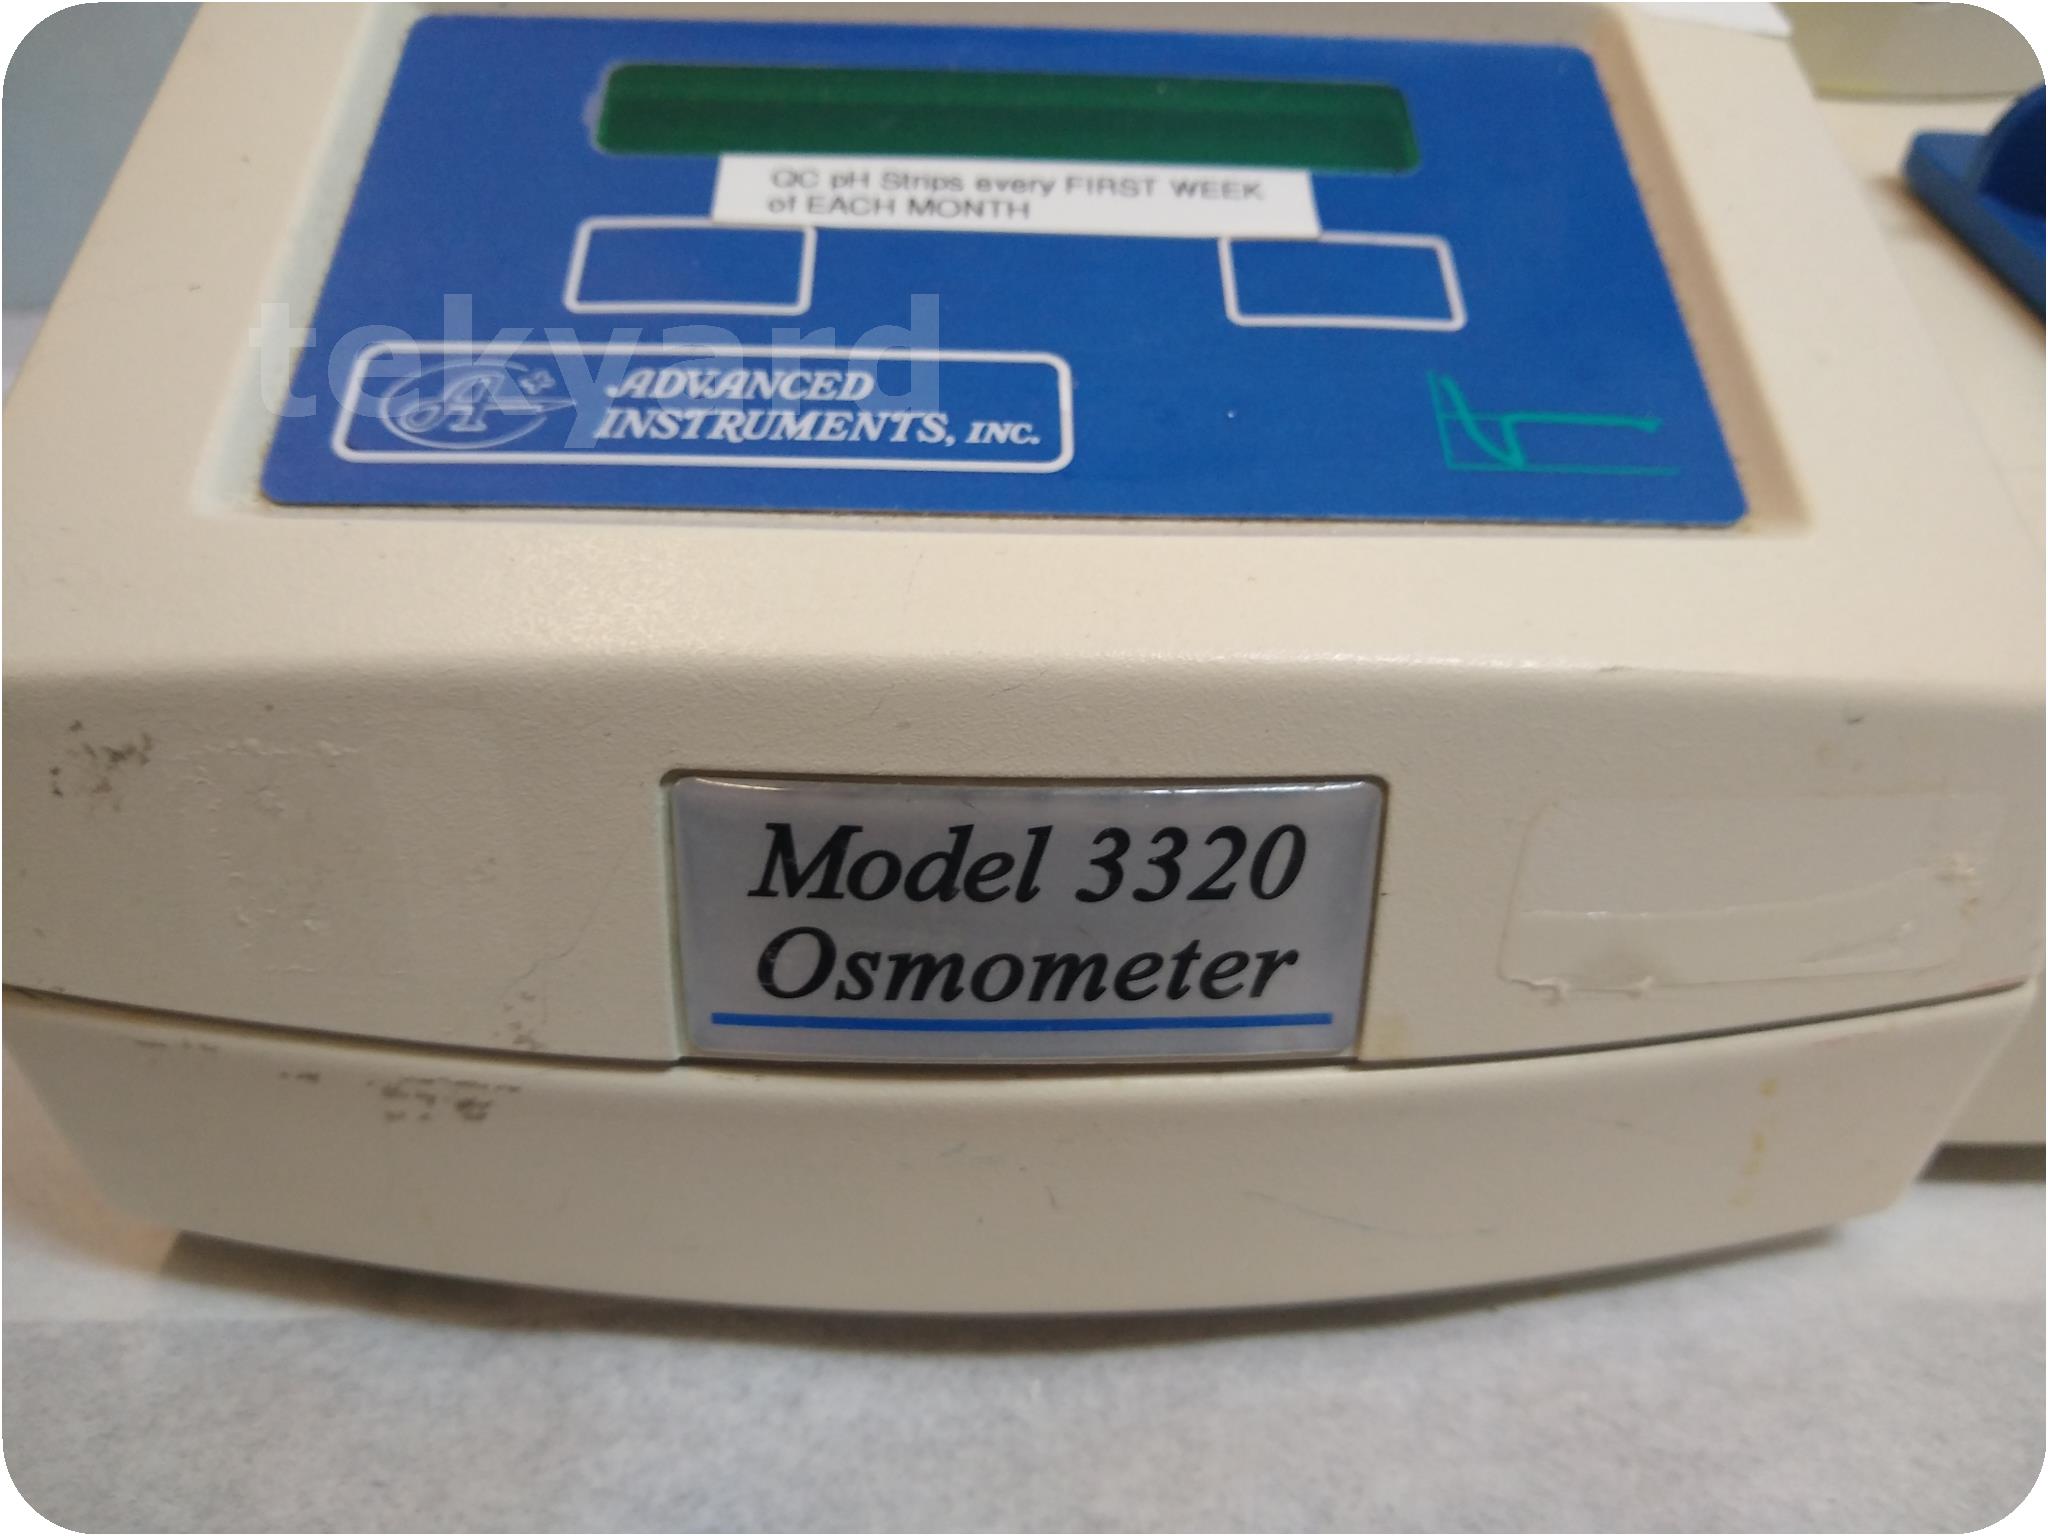 QC pH Strips every FIRST WEEK
of EACH MONTH
tekyard
A
ADVANCED
INSTRUMENTS, INC.
Model 3320
Osmometer